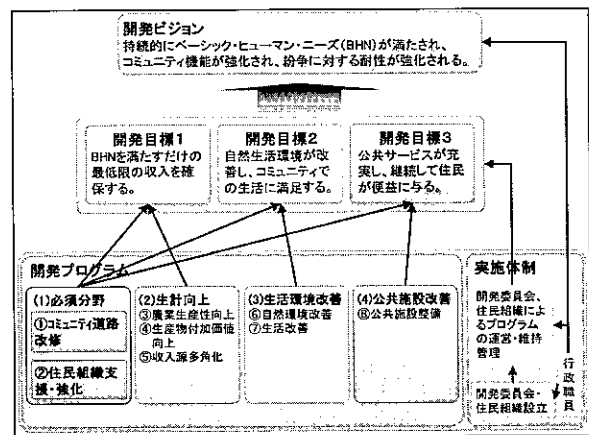 開発ビジョン
持続的にベーシック・ヒューマン・ニーズ(BHN)が満たされ、
コミュニティ機能が強化され、紛争に対する耐性が強化される。
開発目標1
BHNを満たすだけの
最低限の収入を確
保する。
開発目標2
自然生活環境が改
善し、コミュニティで
の生活に満足する。
開発目標3
公共サービスが充
実し、継続して住民
が便益に与る。
開発プログラム
(1)必須分野
①コミュニティ道路
改修
②住民組織支
援・強化
(2)生計向上
③農業生産性向上
④生産物付加価値
向上
⑤収入源多角化
(3)生活環境改善
⑥自然環境改善
⑦生活改善
(4)公共施設改善
⑧公共施設整備
実施体制
開発委員会、
住民組織に
よるプログラム
の運営・維持
管理
開発委員会・
住民組織設立
行政職員